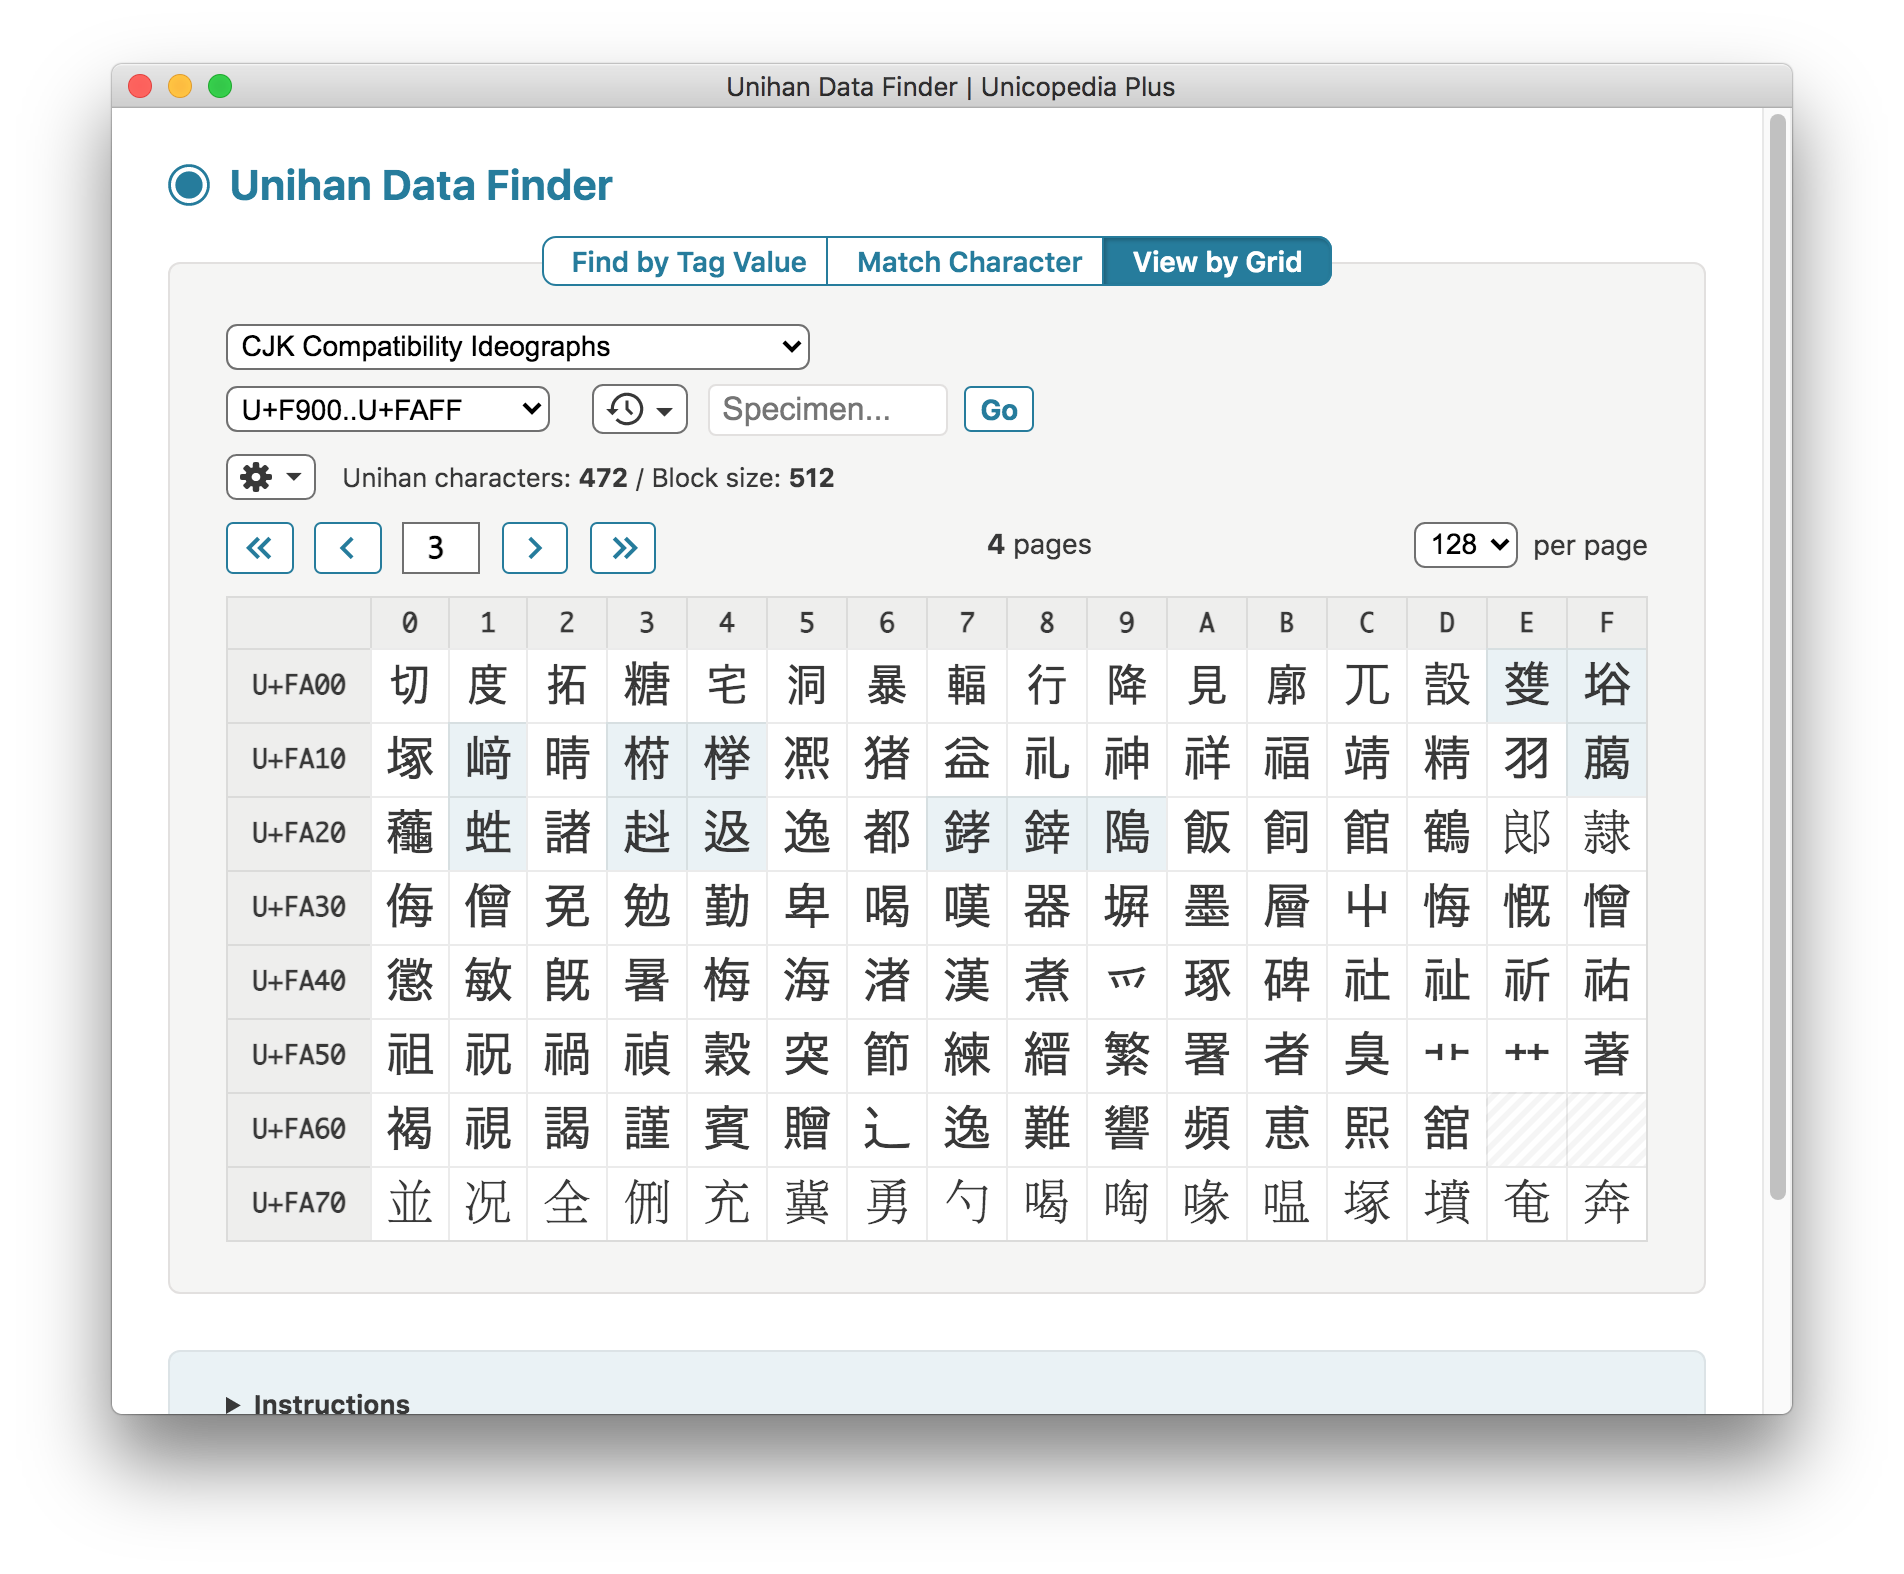 Unihan Data Finder | Unicopedia Plus
Unihan Data Finder
Find by Tag Value Match Character View by Grid
CJK Compatibility Ideographs
U+F900..U+FAFF Specimen... Go
Unihan characters: 472 / Block size: 512
3 4 pages 128 per page
0 1 2 3 4 5 6 7 8 9 A B C D E F
U+FA00 切 度 拓 糖 宅 洞 暴 輻 行 降 見 廓 兀 嗀 﨎 﨏
U+FA10 塚 﨑 晴 﨓 﨔 凞 猪 益 礼 神 祥 福 靖 精 羽 﨟
U+FA20 蘒 﨡 諸 﨣 﨤 逸 都 﨧 﨨 﨩 飯 飼 館 鶴 郞 隷
U+FA30 侮 僧 免 勉 勤 卑 喝 嘆 器 塀 墨 層 屮 悔 慨 憎
U+FA40 懲 敏 既 暑 梅 海 渚 漢 煮 爫 琢 碑 社 祉 祈 祐
U+FA50 祖 祝 禍 禎 穀 突 節 練 縉 繁 署 者 臭 艹 艹 著
U+FA60 褐 視 謁 謹 賓 贈 辶 逸 難 響 頻 恵 𤋮 舘
U+FA70 並 况 全 侀 充 冀 勇 勺 喝 啕 喙 嗢 塚 墳 奄 奔
Instructions